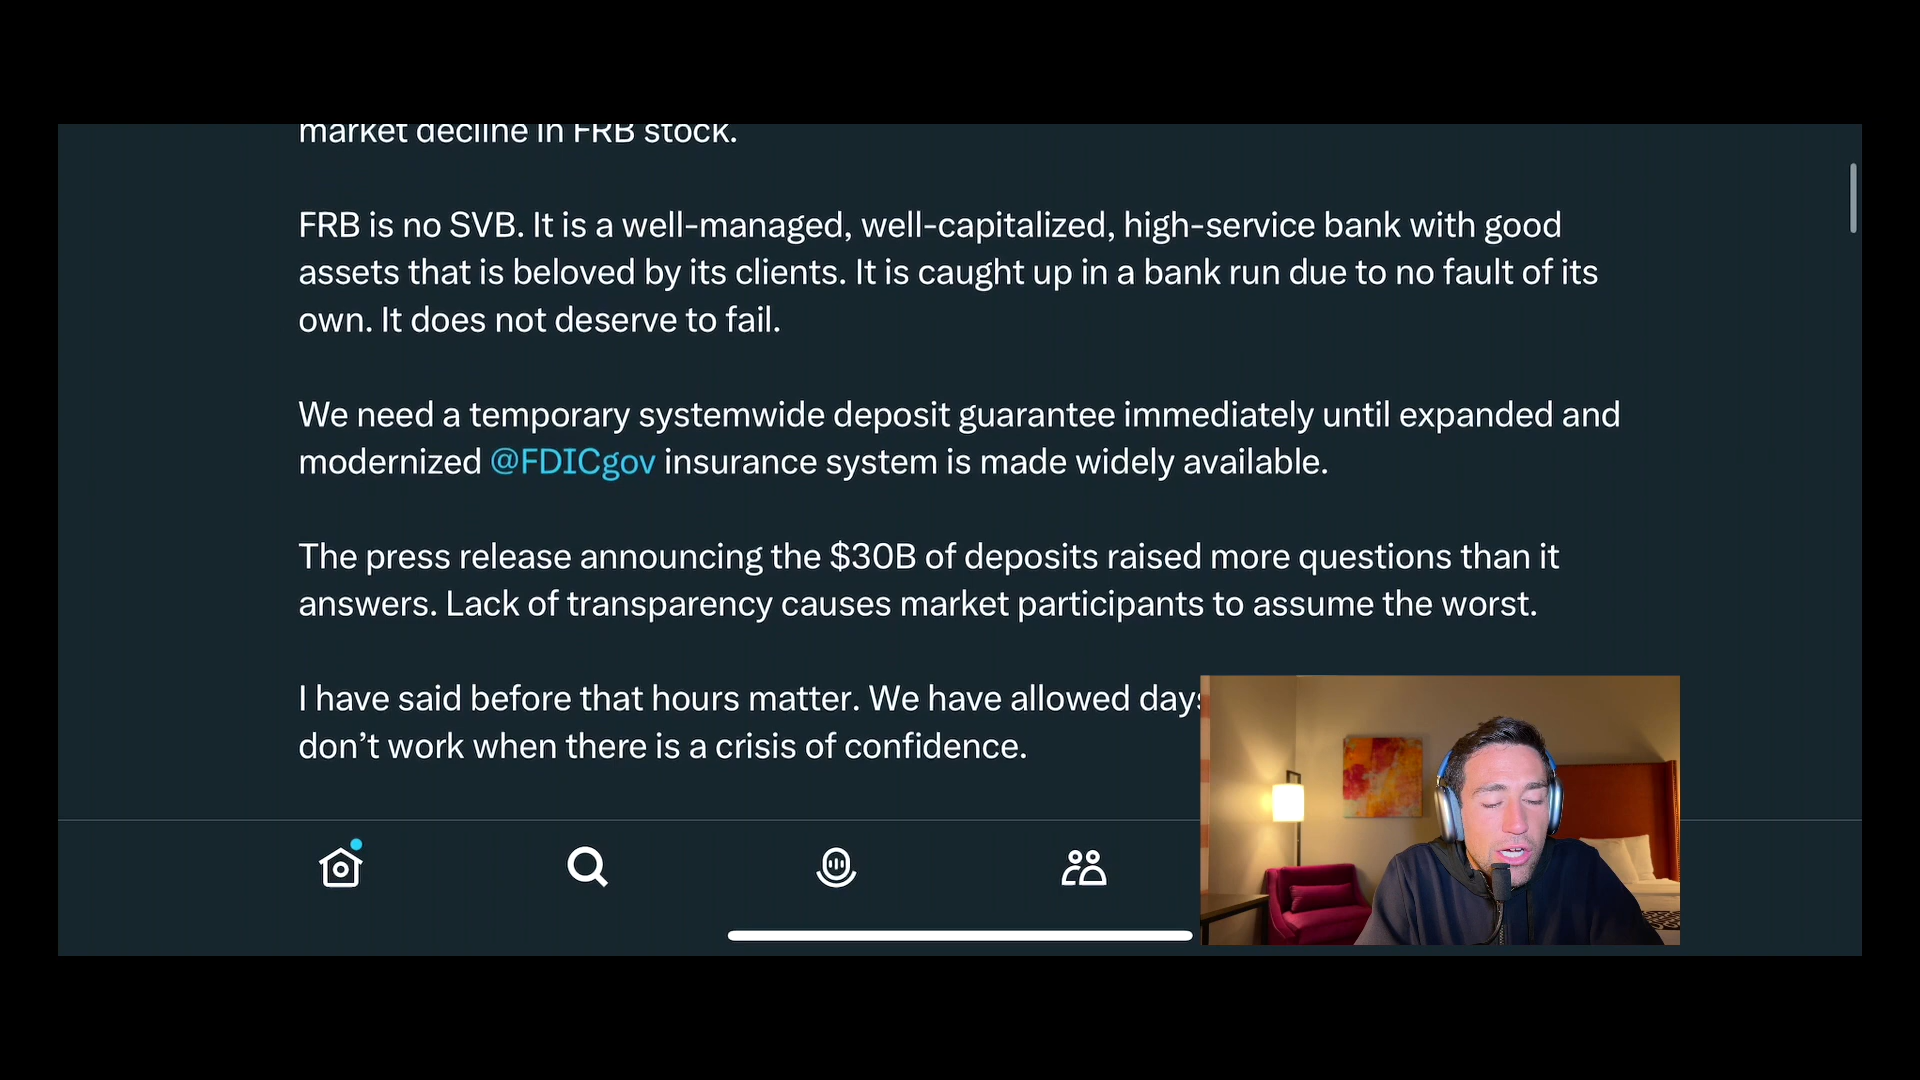 market decline in FRB stock.
FRB is no SVB. It is a well-managed, well-capitalized, high-service bank with good
assets that is beloved by its clients. It is caught up in a bank run due to no fault of its
own. It does not deserve to fail.
We need a temporary systemwide deposit guarantee immediately until expanded and
modernized @FDICgov insurance system is made widely available.
The press release announcing the $30B of deposits raised more questions than it
answers. Lack of transparency causes market participants to assume the worst.
I have said before that hours matter. We have allowed days
don’t work when there is a crisis of confidence.